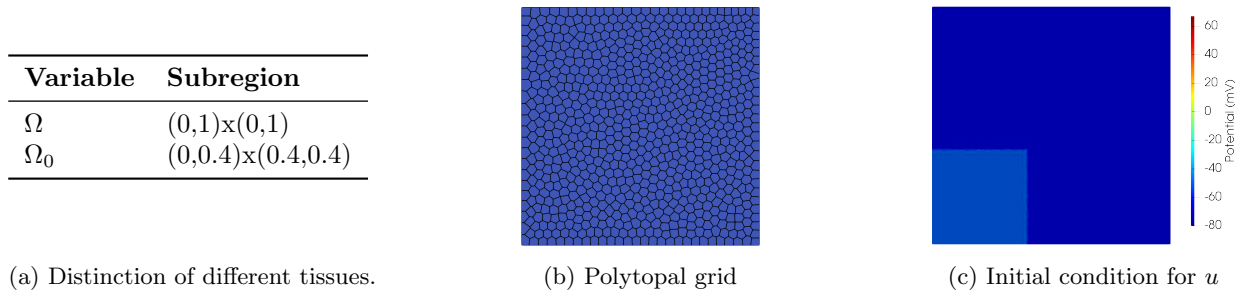 Variable Subregion
Ω (0,1)x(0,1)
Ω₀ (0,0.4)x(0.4,0.4)
60
40
20
0
-20
-40
-60
-80
Potential (mV)
(a) Distinction of different tissues.
(b) Polytopal grid
(c) Initial condition for u